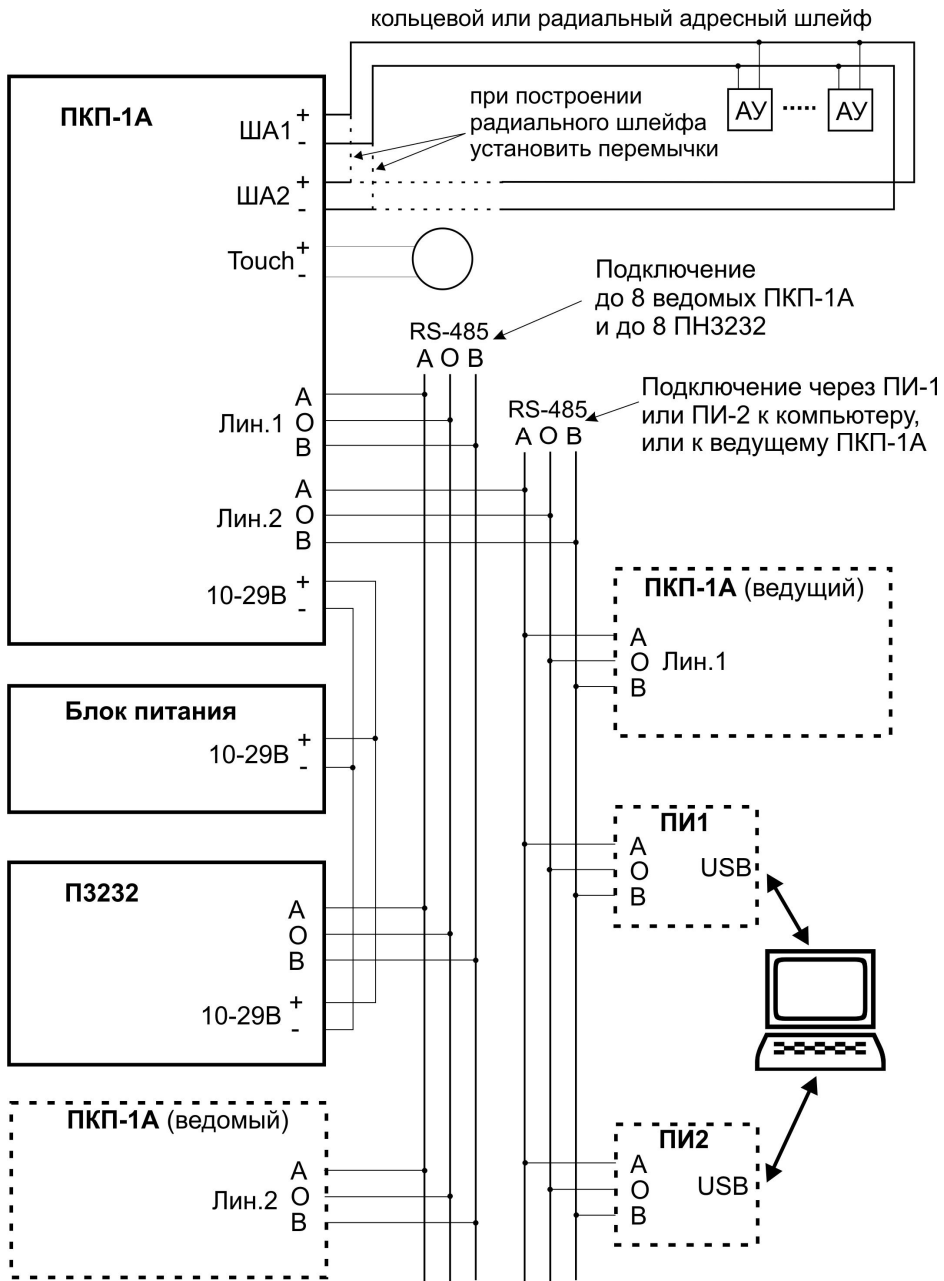 кольцевой или радиальный адресный шлейф
ПКП-1А
+
ША1
-
+
ША2
-
при построении
радиального шлейфа
установить перемычки
АУ ..... АУ
+
Touch
-
Подключение
до 8 ведомых ПКП-1А
и до 8 ПН3232
RS-485
А О В
Подключение через ПИ-1
или ПИ-2 к компьютеру,
или к ведущему ПКП-1А
RS-485
А О В
А
Лин.1 О
В
А
Лин.2 О
В
+
10-29В
-
ПКП-1А (ведущий)
А
О Лин.1
В
Блок питания
+
10-29В
-
ПИ1
А
О USB
В
П3232
А
О
В
+
10-29В
-
ПКП-1А (ведомый)
А
Лин.2 О
В
ПИ2
А
О USB
В